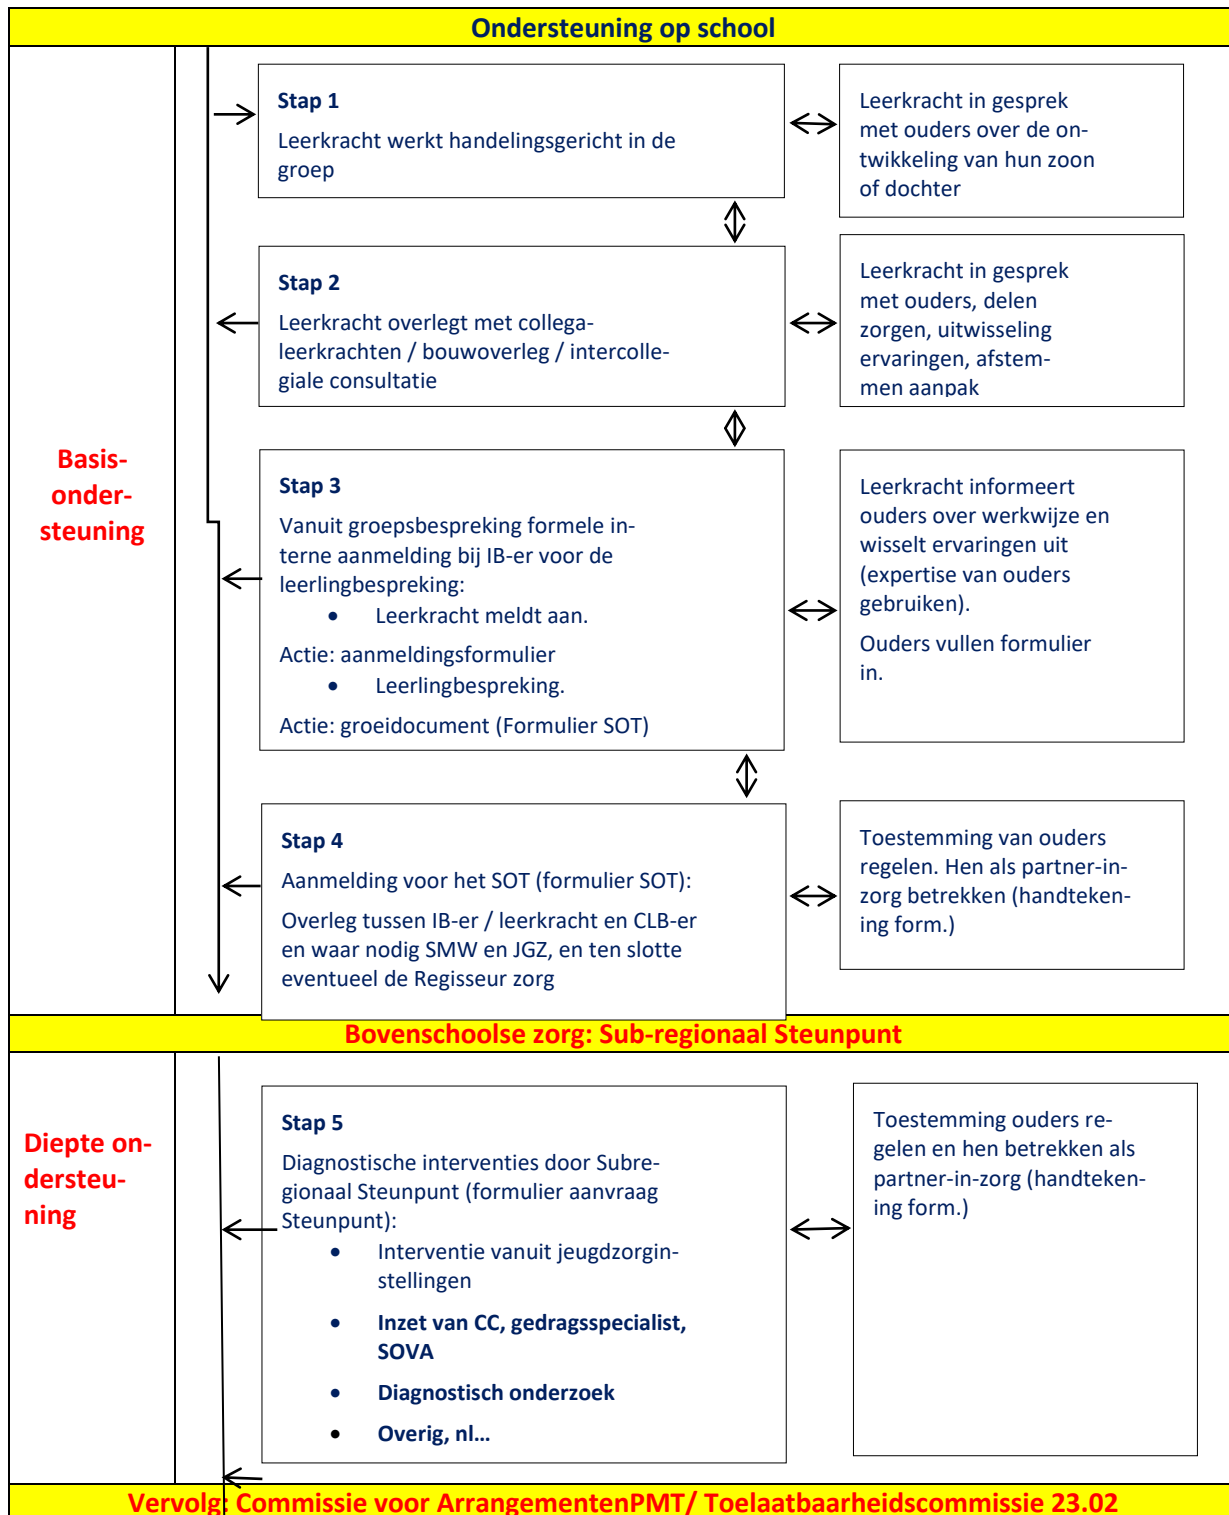 Ondersteuning op school
Basis-
onder-
steuning
Stap 1
Leerkracht werkt handelingsgericht in de
groep
Leerkracht in gesprek
met ouders over de on-
twikkeling van hun zoon
of dochter
Stap 2
Leerkracht overlegt met collega-
leerkrachten / bouwoverleg / intercolle-
giale consultatie
Leerkracht in gesprek
met ouders, delen
zorgen, uitwisseling
ervaringen, afstem-
men aanpak
Stap 3
Vanuit groepsbespreking formele in-
terne aanmelding bij IB-er voor de
leerlingbespreking:
• Leerkracht meldt aan.
Actie: aanmeldingsformulier
• Leerlingbespreking.
Actie: groeidocument (Formulier SOT)
Leerkracht informeert
ouders over werkwijze en
wisselt ervaringen uit
(expertise van ouders
gebruiken).
Ouders vullen formulier
in.
Stap 4
Aanmelding voor het SOT (formulier SOT):
Overleg tussen IB-er / leerkracht en CLB-er
en waar nodig SMW en JGZ, en ten slotte
eventueel de Regisseur zorg
Toestemming van ouders
regelen. Hen als partner-in-
zorg betrekken (handteken-
ing form.)
Bovenschoolse zorg: Sub-regionaal Steunpunt
Diepte on-
dersteu-
ning
Stap 5
Diagnostische interventies door Subre-
gionaal Steunpunt (formulier aanvraag
Steunpunt):
• Interventie vanuit jeugdzorgin-
stellingen
• Inzet van CC, gedragsspecialist,
SOVA
• Diagnostisch onderzoek
• Overig, nl…
Toestemming ouders re-
gelen en hen betrekken als
partner-in-zorg (handteken-
ing form.)
Vervolg: Commissie voor ArrangementenPMT/ Toelaatbaarheidscommissie 23.02